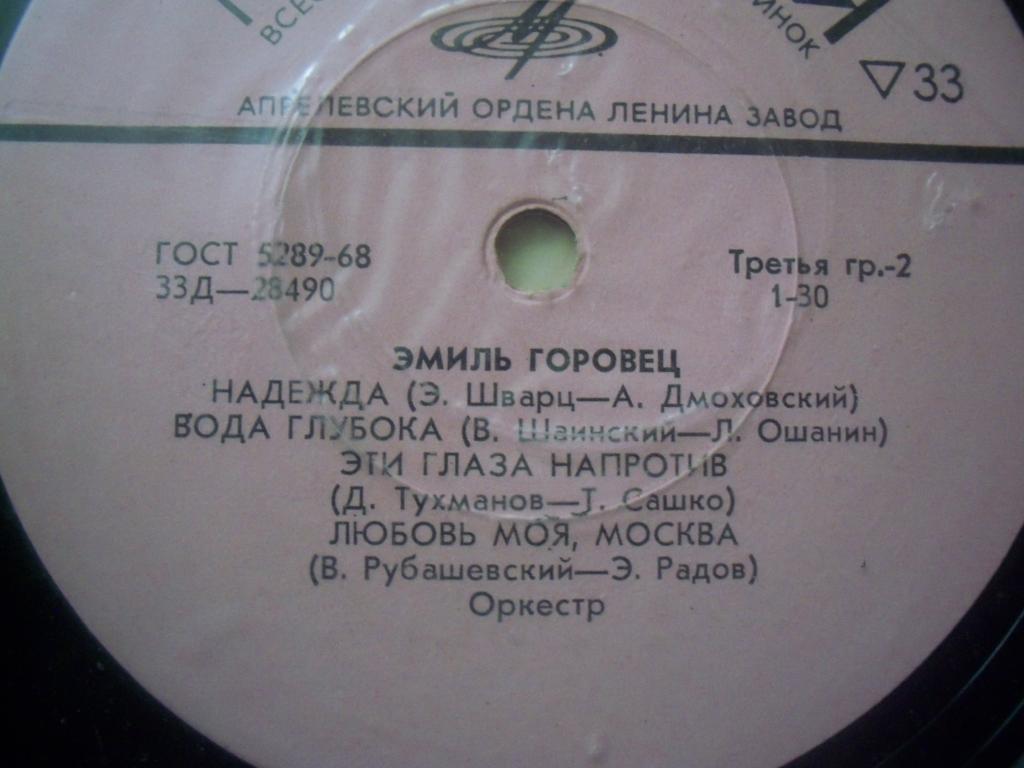 ▽33
АПРЕЛЕВСКИЙ ОРДЕНА ЛЕНИНА ЗАВОД
ГОСТ 5289-68
33Д—28490
Третья гр.-2
1-30
ЭМИЛЬ ГОРОВЕЦ
НАДЕЖДА (Э. Шварц—А. Дмоховский)
ВОДА ГЛУБОКА (В. Шаинский—Л. Ошанин)
ЭТИ ГЛАЗА НАПРОТИВ
(Д. Тухманов—Т. Сашко)
ЛЮБОВЬ МОЯ, МОСКВА
(В. Рубашевский—Э. Радов)
Оркестр